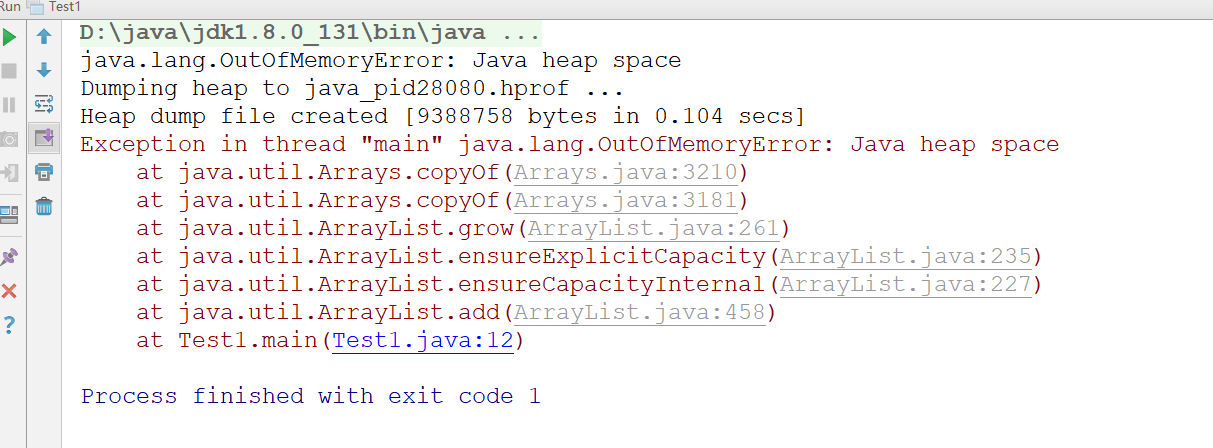 Run Test1
D:\java\jdk1.8.0_131\bin\java ...
java.lang.OutOfMemoryError: Java heap space
Dumping heap to java_pid28080.hprof ...
Heap dump file created [9388758 bytes in 0.104 secs]
Exception in thread "main" java.lang.OutOfMemoryError: Java heap space
    at java.util.Arrays.copyOf(Arrays.java:3210)
    at java.util.Arrays.copyOf(Arrays.java:3181)
    at java.util.ArrayList.grow(ArrayList.java:261)
    at java.util.ArrayList.ensureExplicitCapacity(ArrayList.java:235)
    at java.util.ArrayList.ensureCapacityInternal(ArrayList.java:227)
    at java.util.ArrayList.add(ArrayList.java:458)
    at Test1.main(Test1.java:12)
Process finished with exit code 1